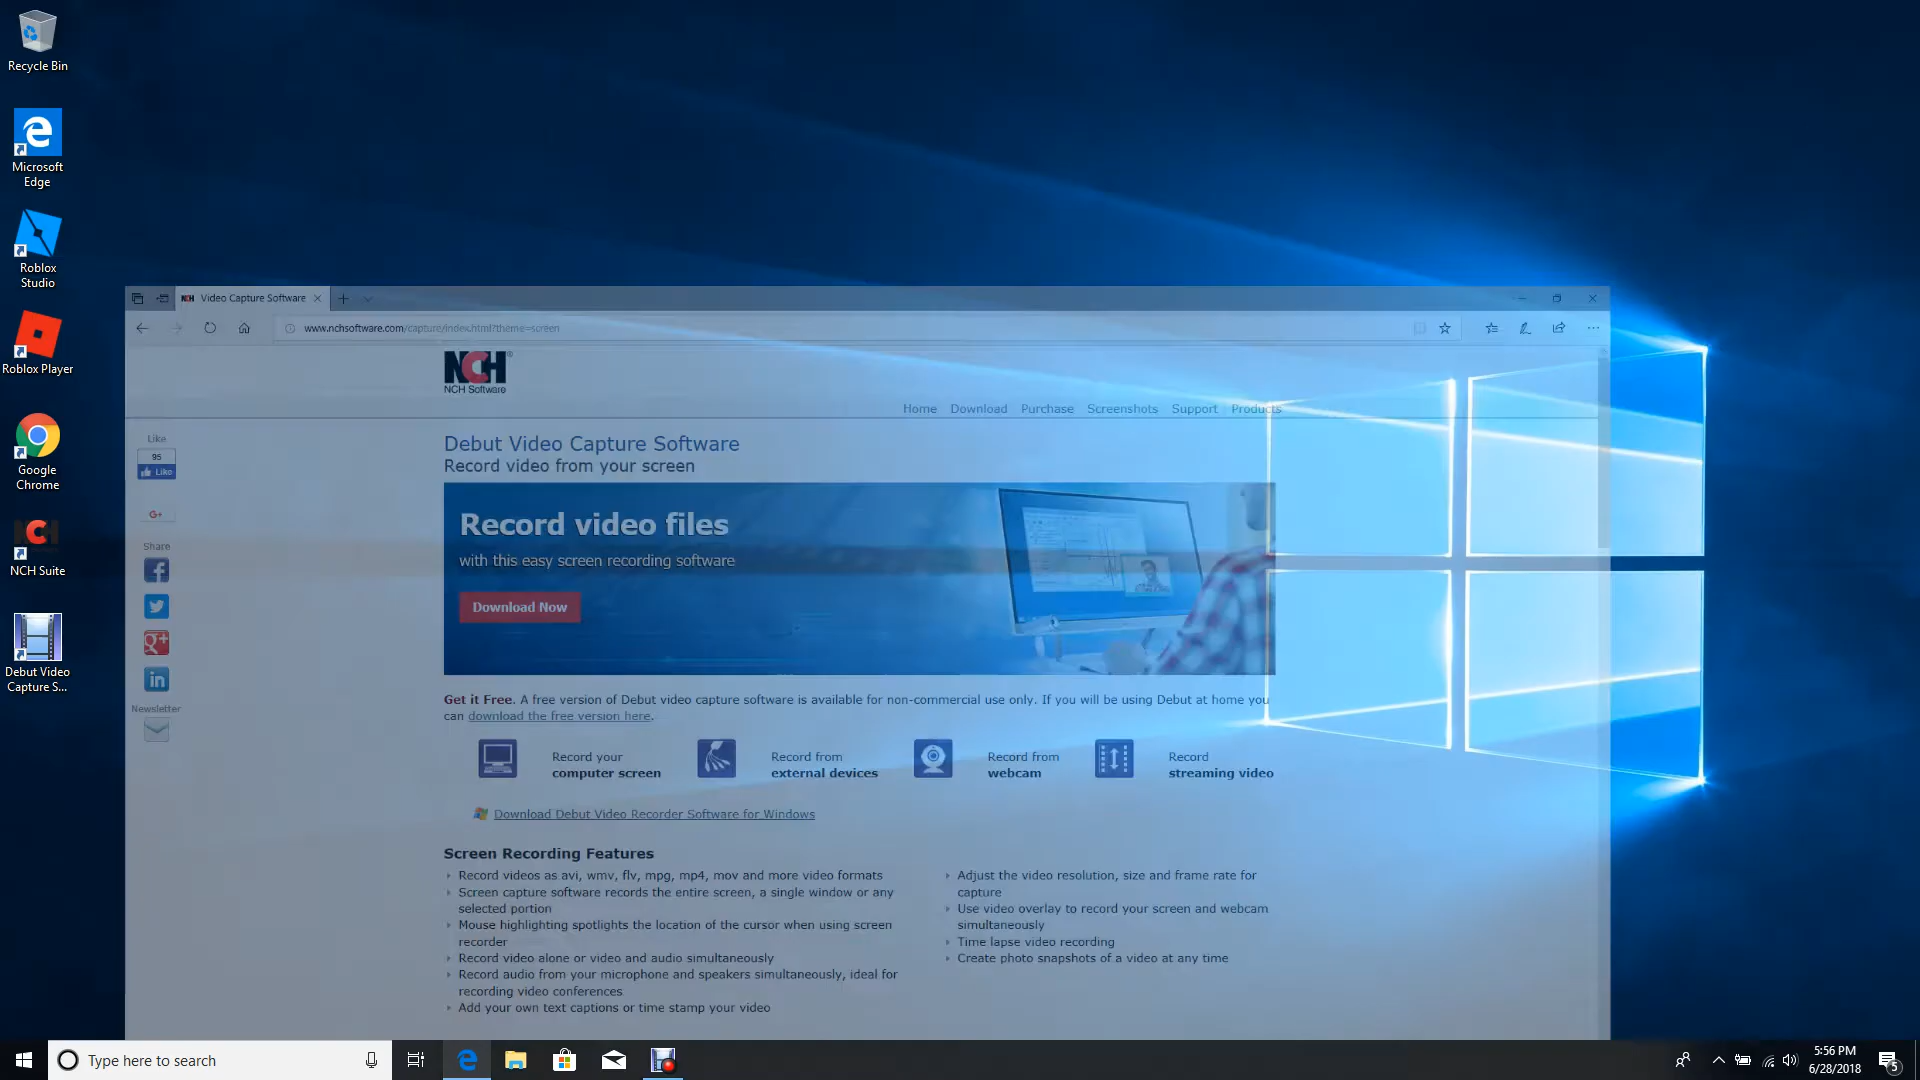 Recycle Bin
Microsoft
Edge
Roblox
Studio
Roblox Player
Google
Chrome
NCH Suite
Debut Video
Capture S...
NCH Video Capture Software
www.nchsoftware.com/capture/index.html?theme=screen
NCH®
NCH Software
Home Download Purchase Screenshots Support Products
Like
95
Like
G+
Share
Newsletter
Debut Video Capture Software
Record video from your screen
Record video files
with this easy screen recording software
Download Now
Get it Free. A free version of Debut video capture software is available for non-commercial use only. If you will be using Debut at home you
can download the free version here.
Record your
computer screen
Record from
external devices
Record from
webcam
Record
streaming video
Download Debut Video Recorder Software for Windows
Screen Recording Features
Record videos as avi, wmv, flv, mpg, mp4, mov and more video formats
Screen capture software records the entire screen, a single window or any
selected portion
Mouse highlighting spotlights the location of the cursor when using screen
recorder
Record video alone or video and audio simultaneously
Record audio from your microphone and speakers simultaneously, ideal for
recording video conferences
Add your own text captions or time stamp your video
Adjust the video resolution, size and frame rate for
capture
Use video overlay to record your screen and webcam
simultaneously
Time lapse video recording
Create photo snapshots of a video at any time
Type here to search
5:56 PM
6/28/2018
5